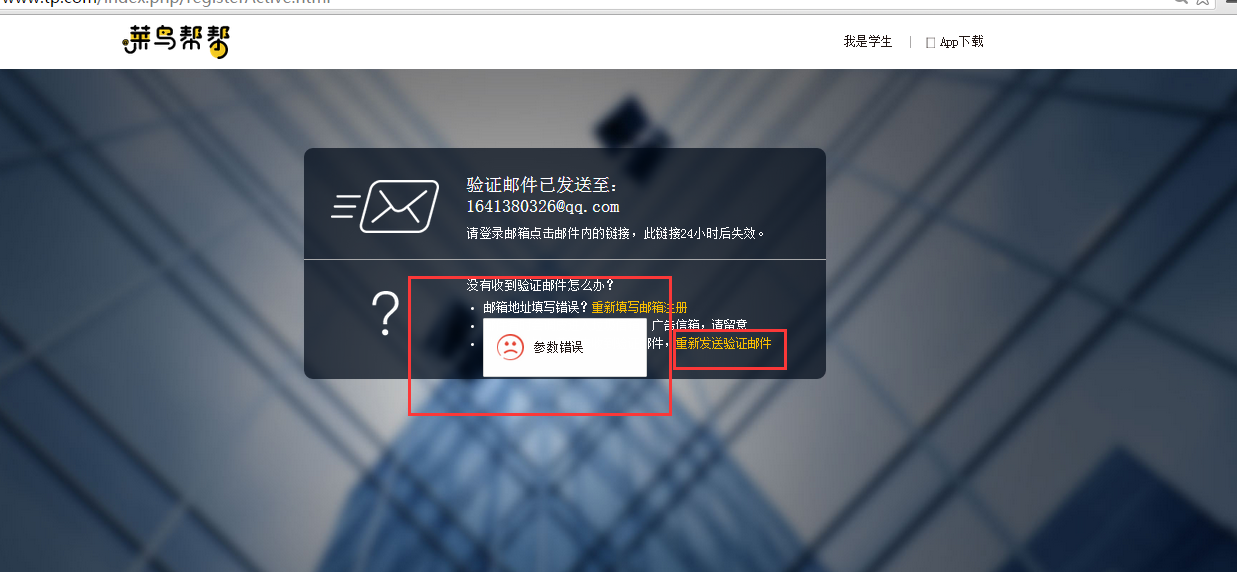 www.tp.com/index.php/registerActive.html
菜鸟帮帮
我是学生 | App下载
验证邮件已发送至：
1641380326@qq.com
请登录邮箱点击邮件内的链接，此链接24小时后失效。
没有收到验证邮件怎么办？
邮箱地址填写错误？重新填写邮箱注册
广告信箱，请留意
邮件，重新发送验证邮件
参数错误